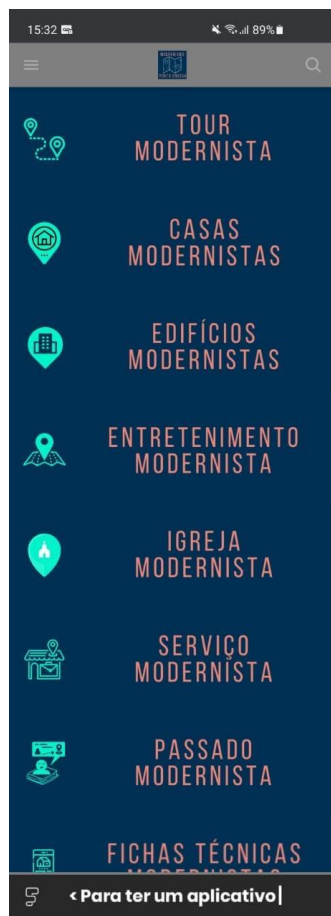 15:32
89%
TOUR
MODERNISTA
CASAS
MODERNISTAS
EDIFÍCIOS
MODERNISTAS
ENTRETENIMENTO
MODERNISTA
IGREJA
MODERNISTA
SERVIÇO
MODERNISTA
PASSADO
MODERNISTA
FICHAS TÉCNICAS
MODERNISTAS
< Para ter um aplicativo|